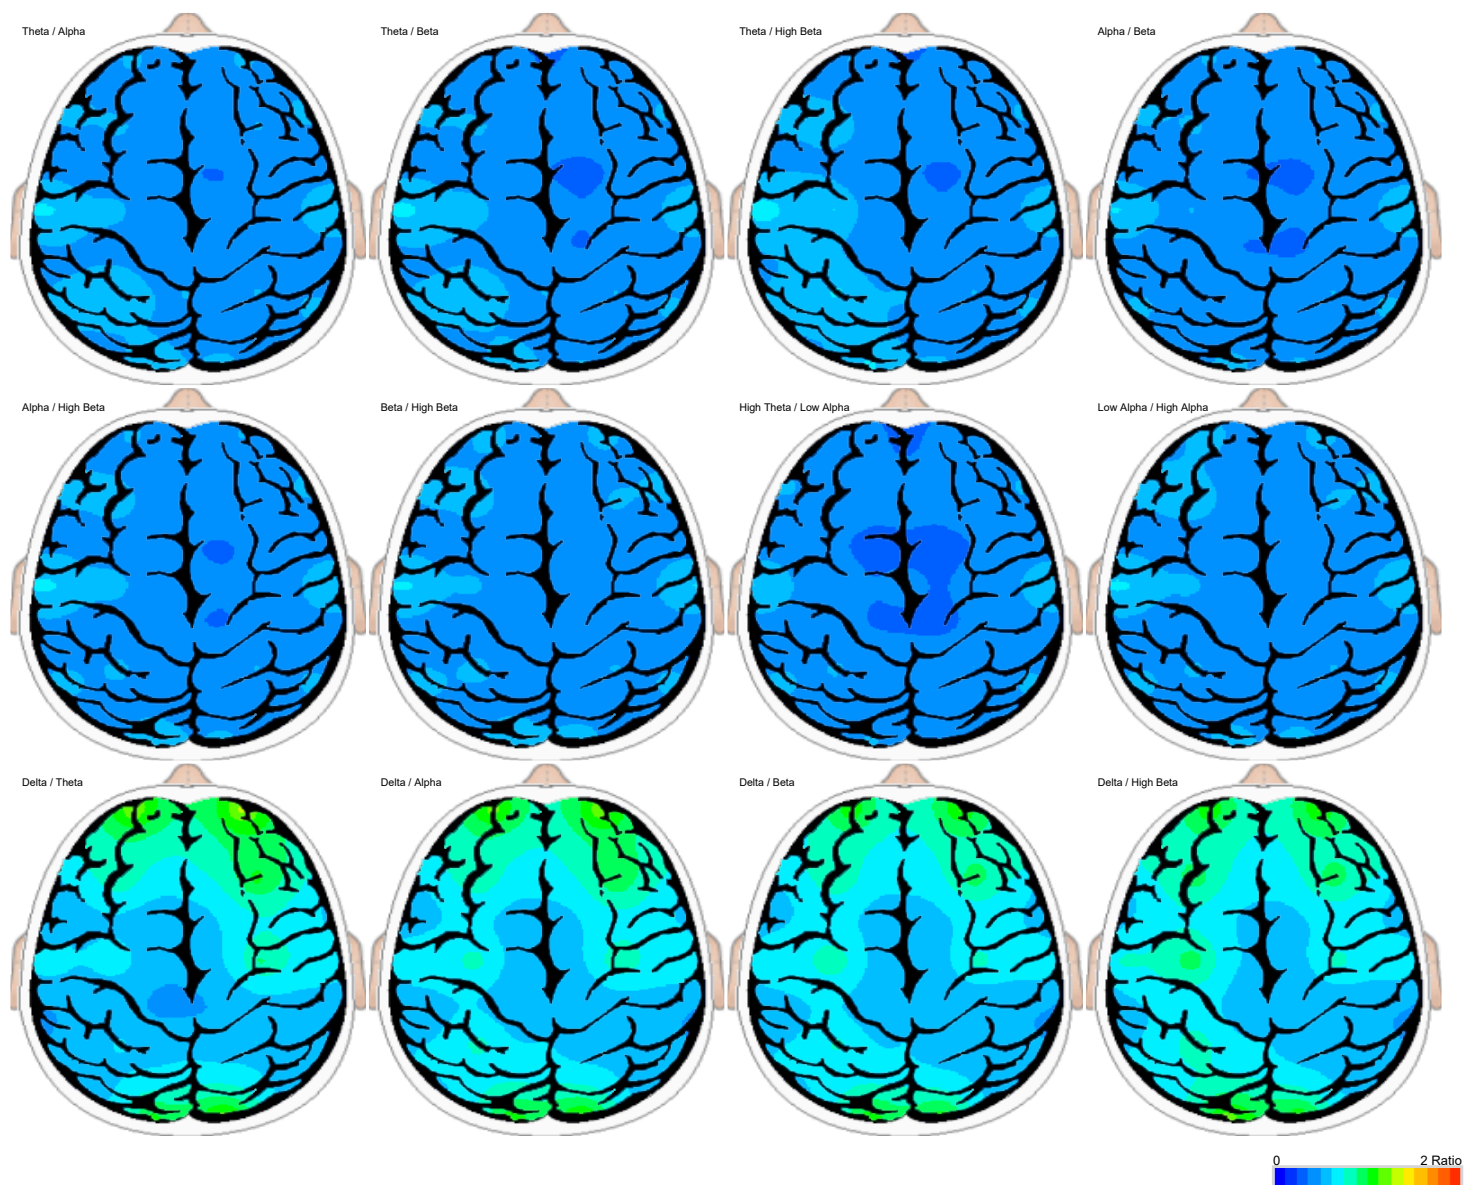 Theta / Alpha
Theta / Beta
Theta / High Beta
Alpha / Beta
Alpha / High Beta
Beta / High Beta
High Theta / Low Alpha
Low Alpha / High Alpha
Delta / Theta
Delta / Alpha
Delta / Beta
Delta / High Beta
0 2 Ratio